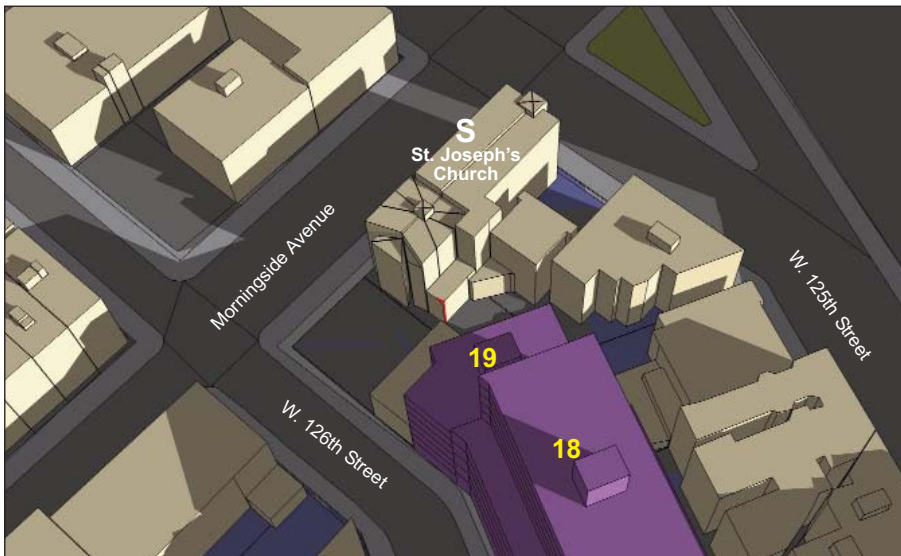 S
St. Joseph's
Church
Morningside Avenue
W. 125th Street
19
W. 126th Street
18